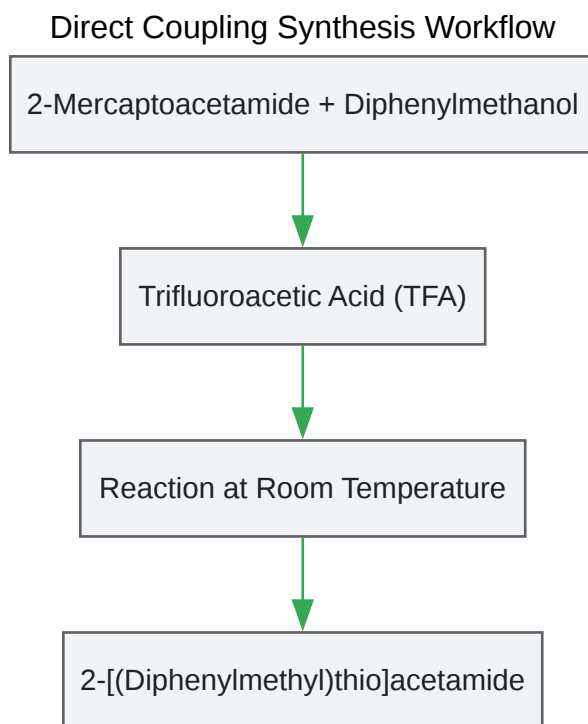 Direct Coupling Synthesis Workflow
2-Mercaptoacetamide + Diphenylmethanol
Trifluoroacetic Acid (TFA)
Reaction at Room Temperature
2-[(Diphenylmethyl)thio]acetamide